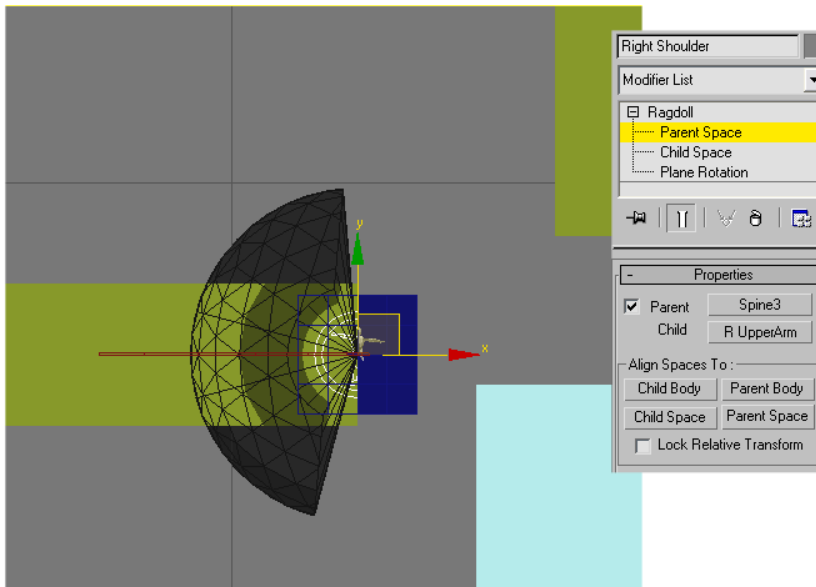 Right Shoulder
Modifier List
Ragdoll
Parent Space
Child Space
Plane Rotation
- Properties
Parent Spine3
Child R UpperArm
Align Spaces To :
Child Body Parent Body
Child Space Parent Space
Lock Relative Transform
y
x